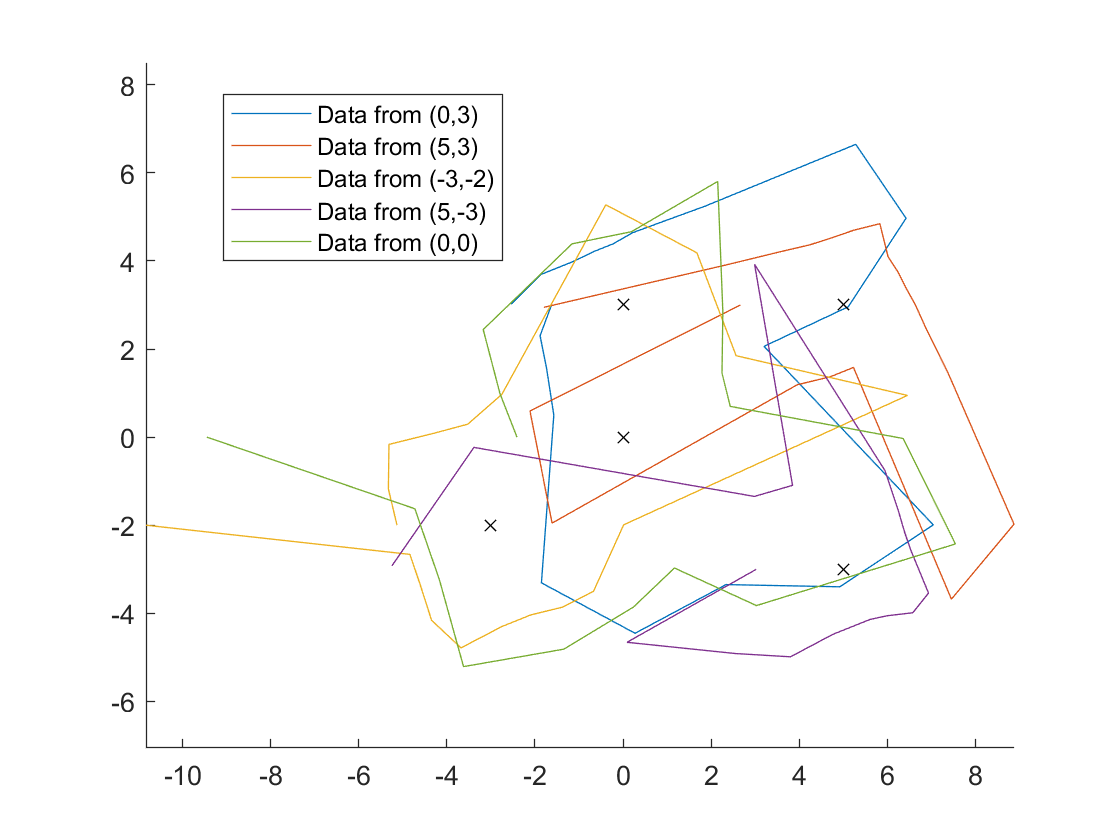 8
6
4
2
0
-2
-4
-6
-10 -8 -6 -4 -2 0 2 4 6 8
Data from (0,3)
Data from (5,3)
Data from (-3,-2)
Data from (5,-3)
Data from (0,0)